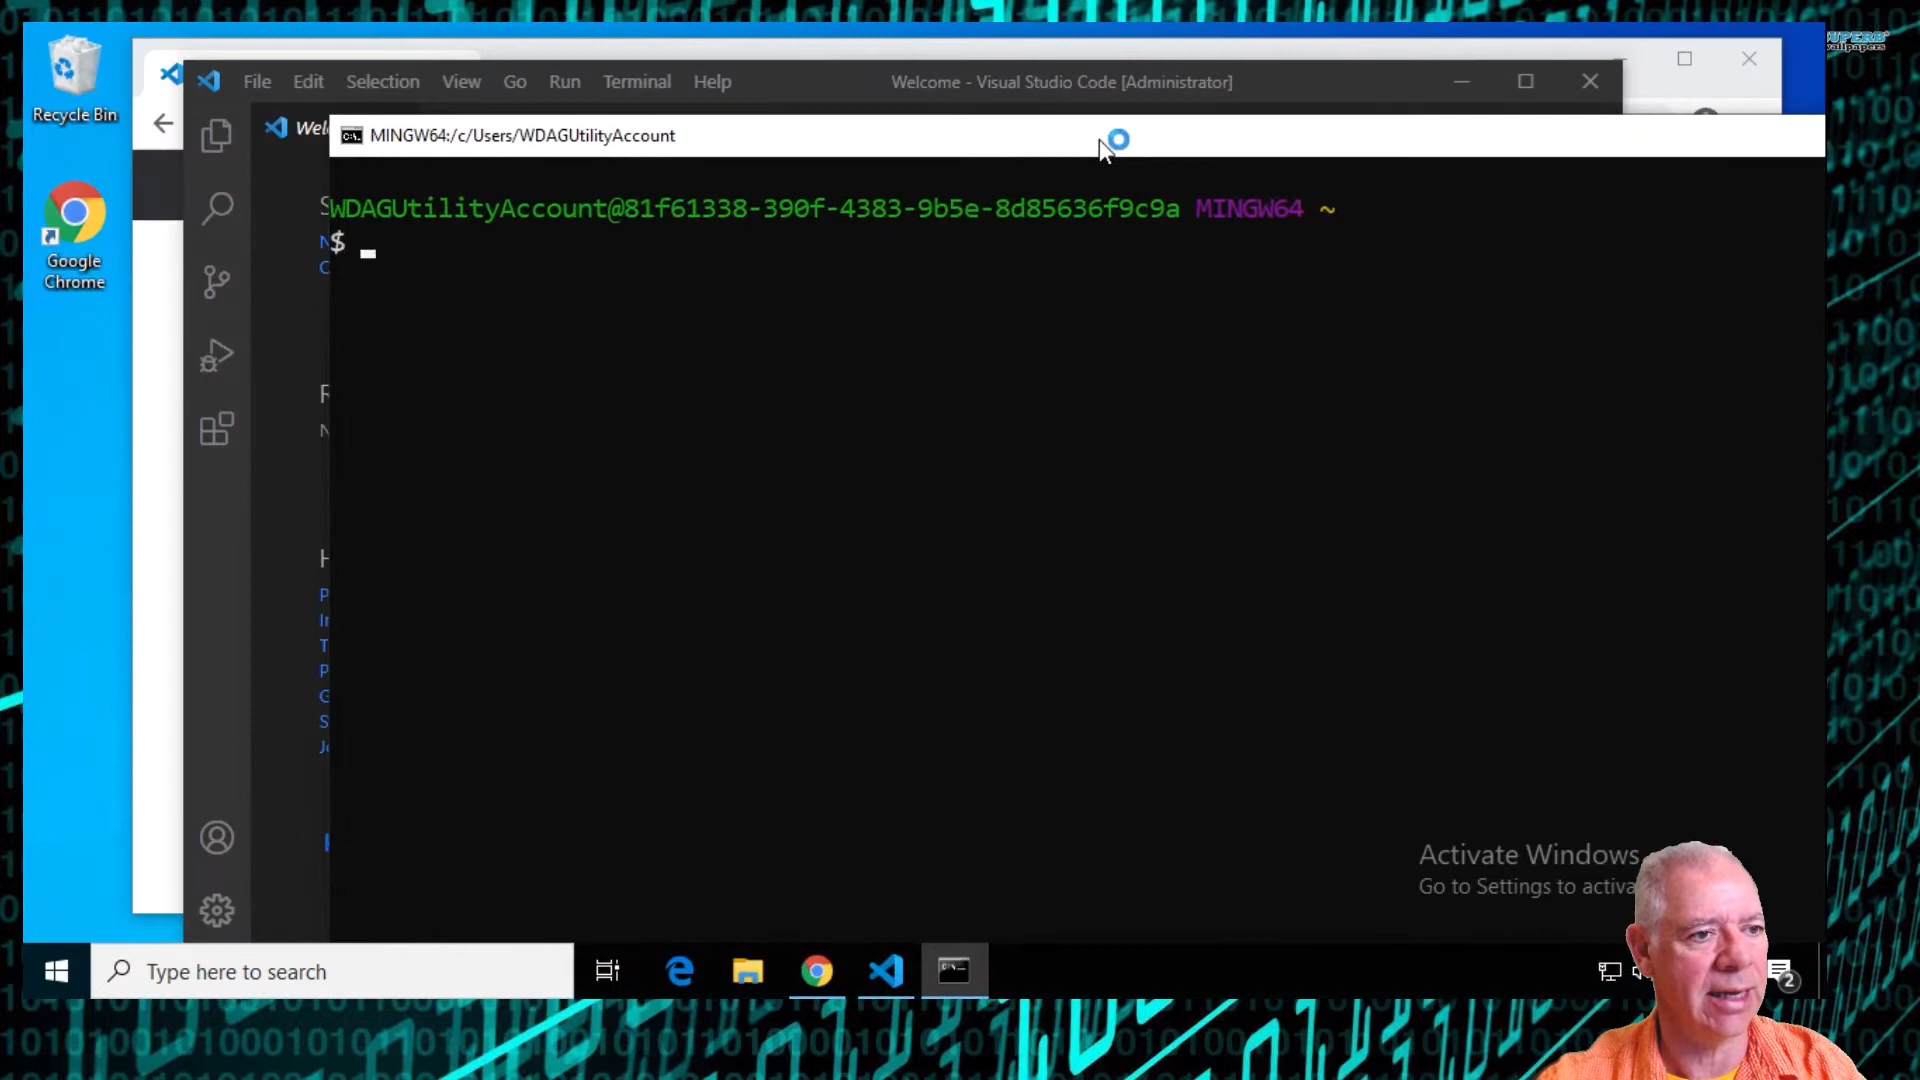 Recycle Bin
Google
Chrome
File Edit Selection View Go Run Terminal Help
Welcome - Visual Studio Code [Administrator]
MINGW64:/c/Users/WDAGUtilityAccount
WDAGUtilityAccount@81f61338-390f-4383-9b5e-8d85636f9c9a MINGW64 ~
$
Activate Windows
Go to Settings to activa
Type here to search
2